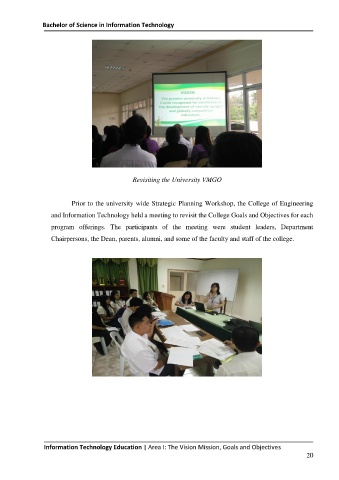 Bachelor of Science in Information Technology
VISION
Revisiting the University VMGO
Prior to the university wide Strategic Planning Workshop, the College of Engineering
and Information Technology held a meeting to revisit the College Goals and Objectives for each
program offerings. The participants of the meeting were student leaders, Department
Chairpersons, the Dean, parents, alumni, and some of the faculty and staff of the college.
Information Technology Education | Area I: The Vision Mission, Goals and Objectives
20